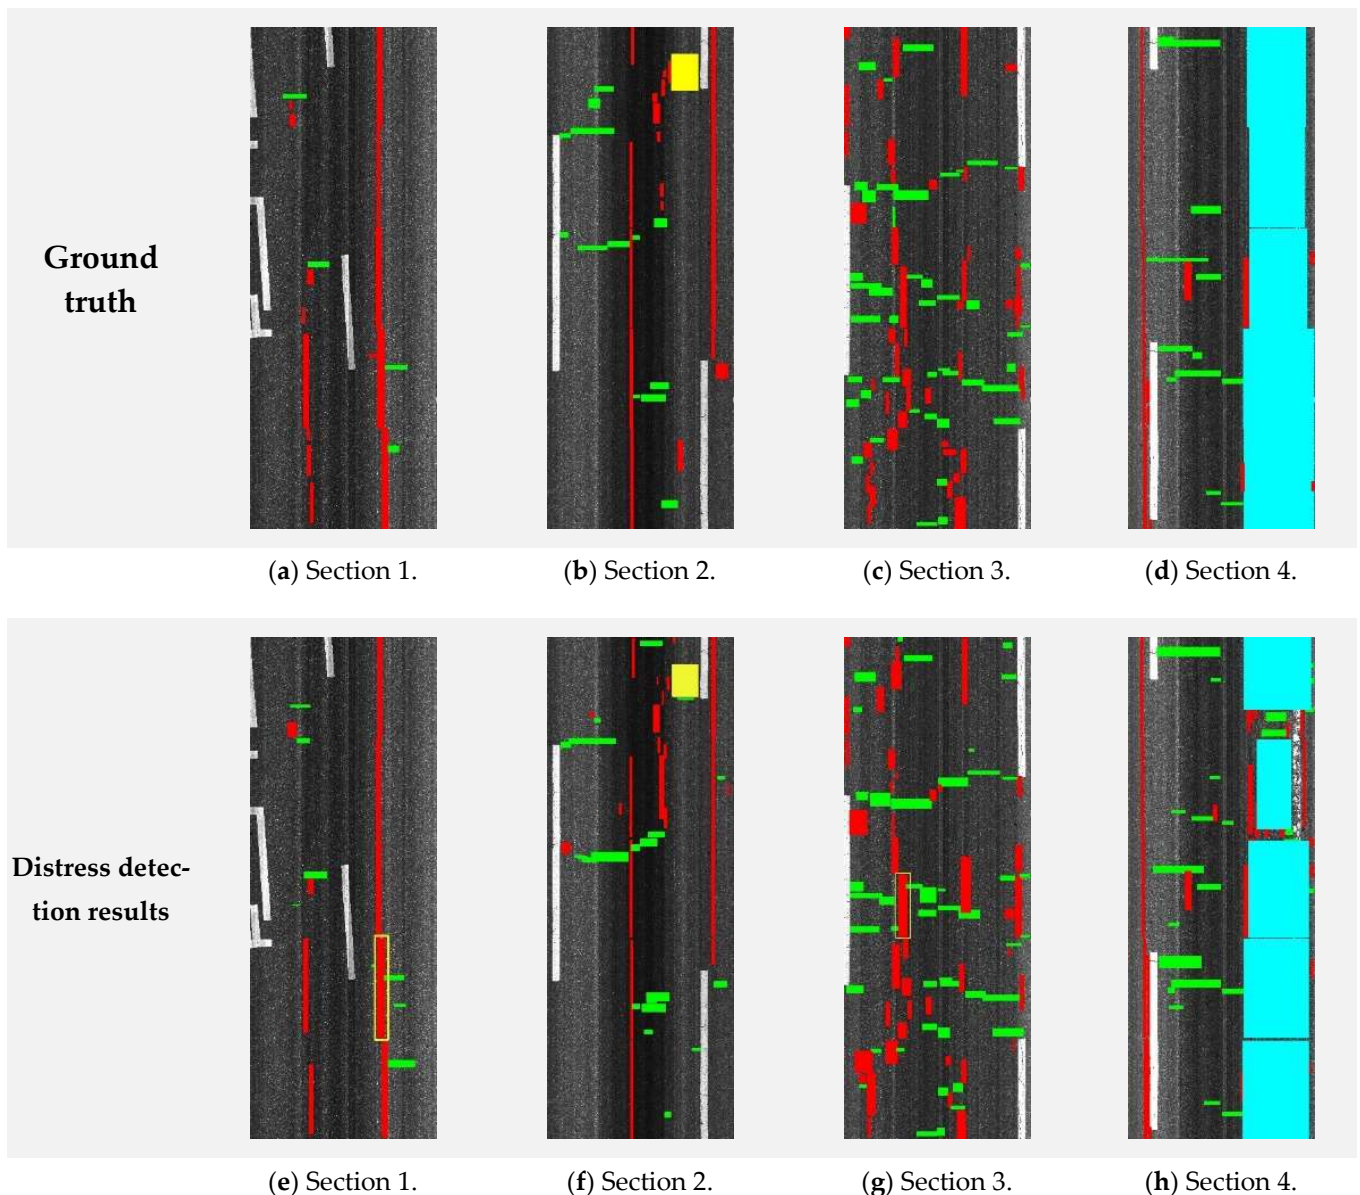 Ground
truth
(a) Section 1.
(b) Section 2.
(c) Section 3.
(d) Section 4.
Distress detec-
tion results
(e) Section 1.
(f) Section 2.
(g) Section 3.
(h) Section 4.